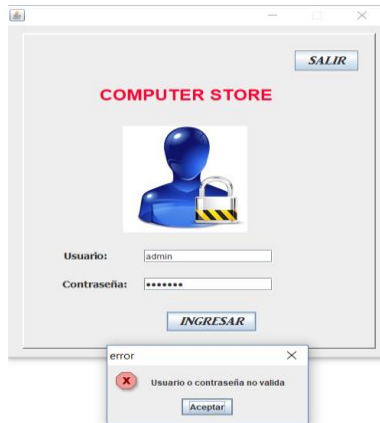 SALIR
COMPUTER STORE
Usuario: admin
Contraseña: •••••••
INGRESAR
error
Usuario o contraseña no valida
Aceptar